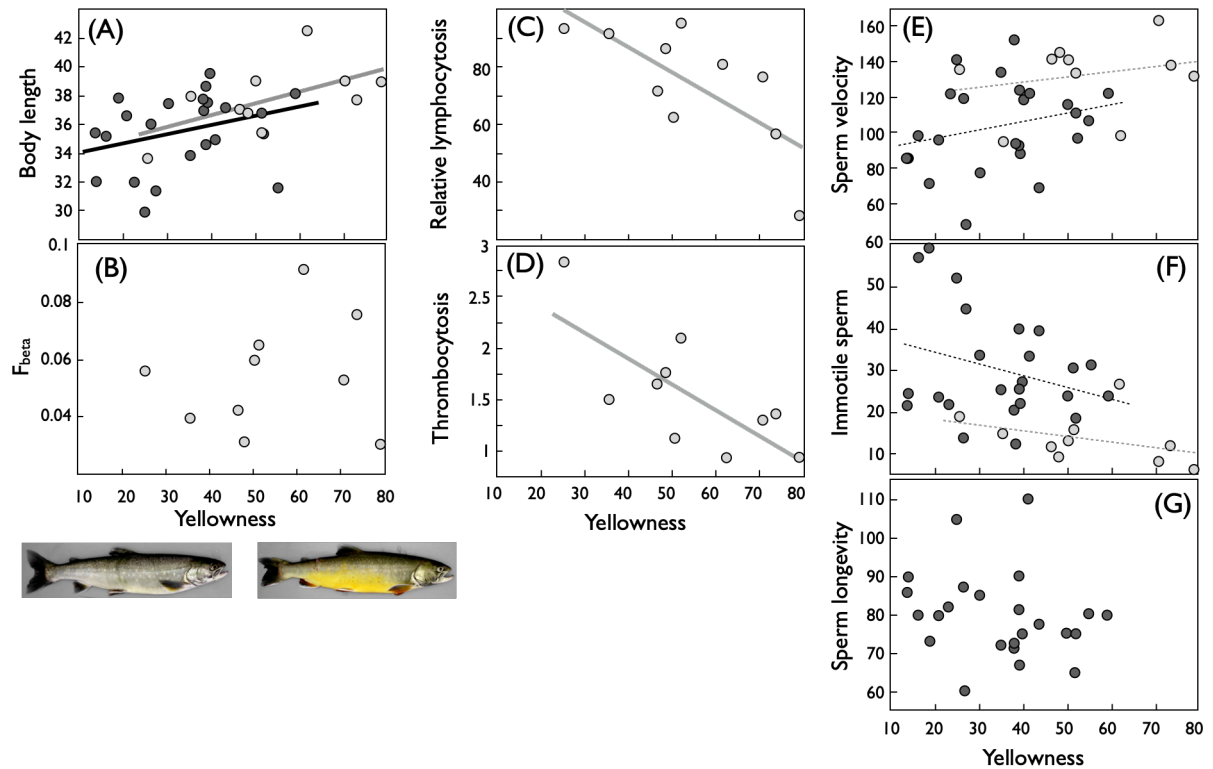 (A)
Body length
42
40
38
36
34
32
30
(B)
F_beta
0.1
0.08
0.06
0.04
10 20 30 40 50 60 70 80
Yellowness
(C)
Relative lymphocytosis
80
60
40
(D)
Thrombocytosis
3
2.5
2
1.5
1
10 20 30 40 50 60 70 80
Yellowness
(E)
Sperm velocity
160
140
120
100
80
60
(F)
Immotile sperm
60
50
40
30
20
10
(G)
Sperm longevity
110
100
90
80
70
60
10 20 30 40 50 60 70 80
Yellowness